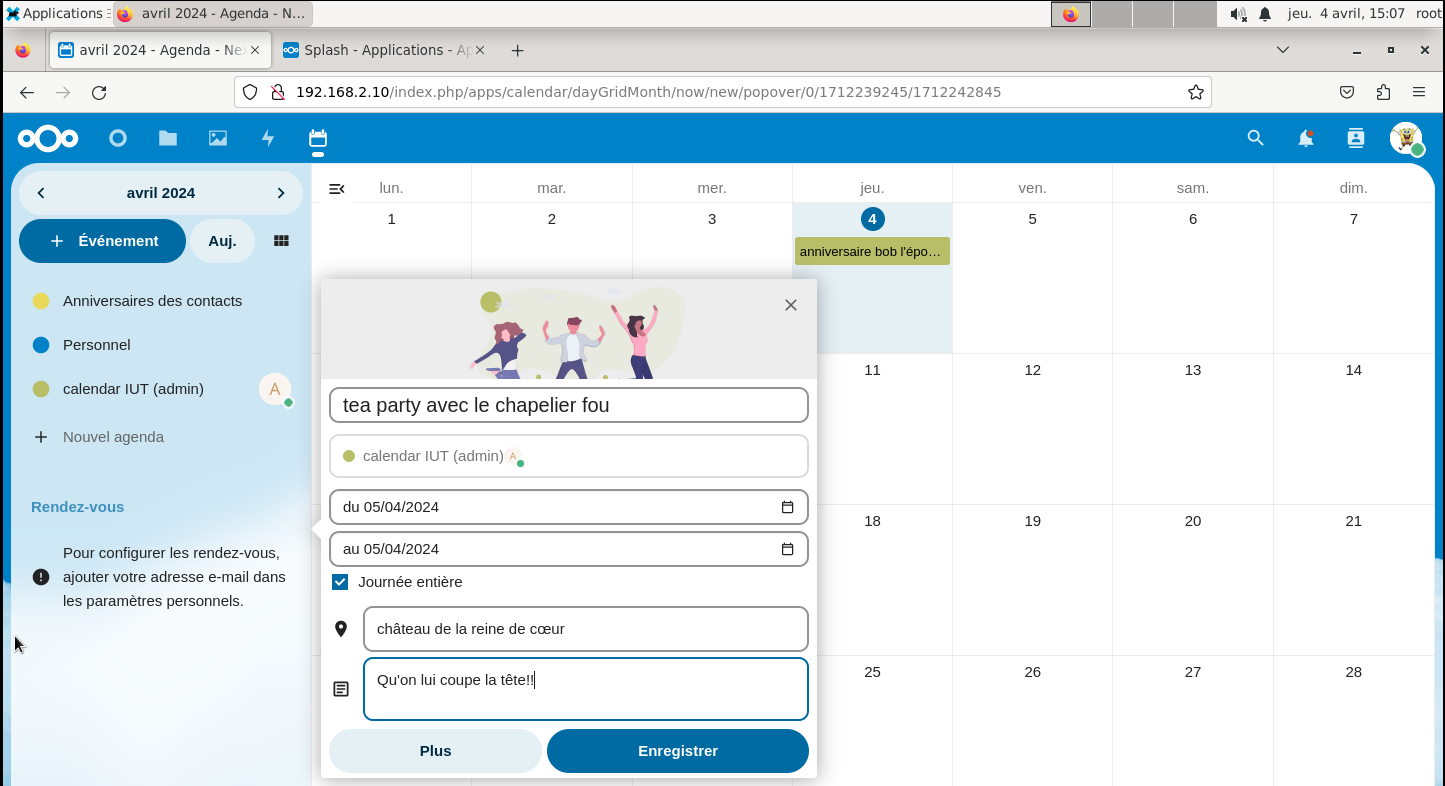 Applications
avril 2024 - Agenda - N...
jeu. 4 avril, 15:07 root
avril 2024 - Agenda - Ne
Splash - Applications - Ap
192.168.2.10/index.php/apps/calendar/dayGridMonth/now/new/popover/0/1712239245/1712242845
avril 2024
Événement
Auj.
Anniversaires des contacts
Personnel
calendar IUT (admin) A
Nouvel agenda
Rendez-vous
Pour configurer les rendez-vous,
ajouter votre adresse e-mail dans
les paramètres personnels.
lun. mar. mer. jeu. ven. sam. dim.
1 2 3 4 5 6 7
anniversaire bob l'épo…
11 12 13 14
18 19 20 21
25 26 27 28
tea party avec le chapelier fou
calendar IUT (admin) A
du 05/04/2024
au 05/04/2024
Journée entière
château de la reine de cœur
Qu'on lui coupe la tête!!
Plus
Enregistrer